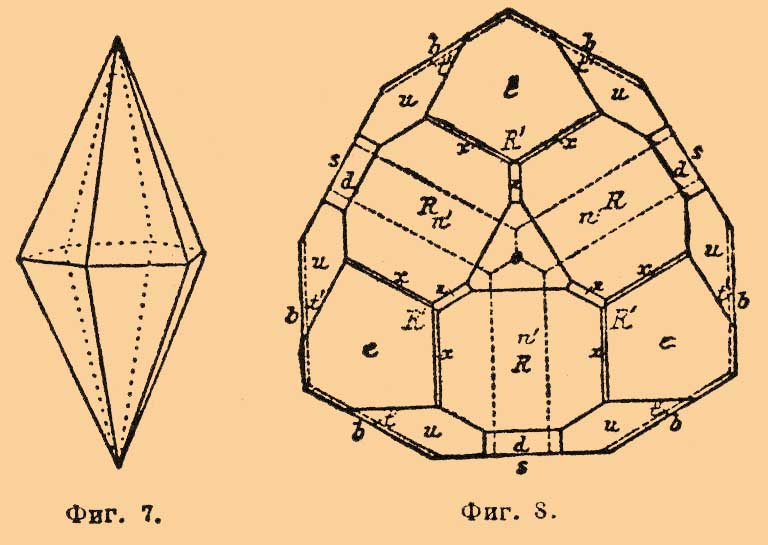 b b
t' t'
e
u u
x R' x
s s
z
d d
R n' n' R
u u
x z z x
t' t'
b R' n' R' b
e x R x e
t t'
b u d u b
s
Фиг. 7. Фиг. 8.